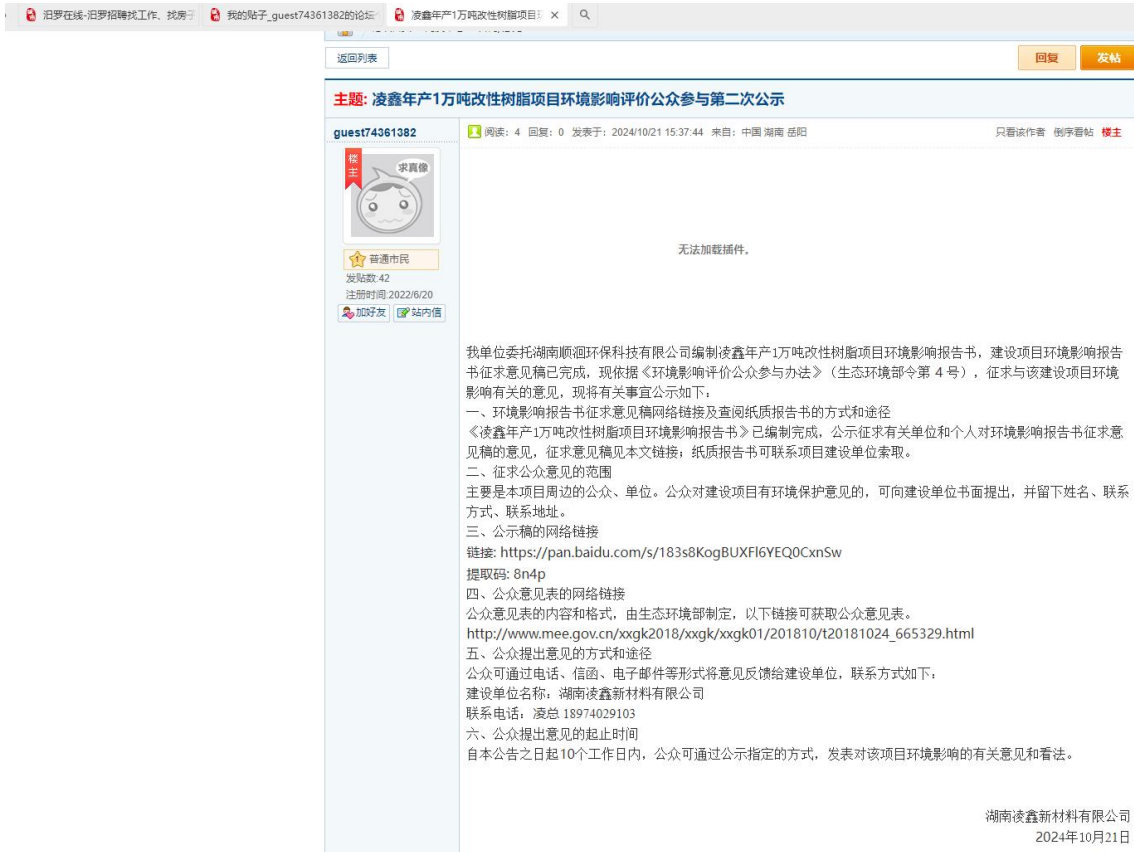 汨罗在线-汨罗招聘找工作、找房子
我的贴子_guest74361382的论坛
凌鑫年产1万吨改性树脂项目环
返回列表
回复
发帖
主题: 凌鑫年产1万吨改性树脂项目环境影响评价公众参与第二次公示
guest74361382
阅读: 4 回复: 0 发表于: 2024/10/21 15:37:44 来自: 中国 湖南 岳阳
只看该作者 倒序看帖 楼主
楼主
求真像
普通市民
发贴数:42
注册时间:2022/6/20
加好友 站内信
无法加载插件。
我单位委托湖南顺洄环保科技有限公司编制凌鑫年产1万吨改性树脂项目环境影响报告书，建设项目环境影响报告
书征求意见稿已完成，现依据《环境影响评价公众参与办法》（生态环境部令第 4 号），征求与该建设项目环境
影响有关的意见，现将有关事宜公示如下：
一、环境影响报告书征求意见稿网络链接及查阅纸质报告书的方式和途径
《凌鑫年产1万吨改性树脂项目环境影响报告书》已编制完成，公示征求有关单位和个人对环境影响报告书征求意
见稿的意见，征求意见稿见本文链接；纸质报告书可联系项目建设单位索取。
二、征求公众意见的范围
主要是本项目周边的公众、单位。公众对建设项目有环境保护意见的，可向建设单位书面提出，并留下姓名、联系
方式、联系地址。
三、公示稿的网络链接
链接: https://pan.baidu.com/s/183s8KogBUXFl6YEQ0CxnSw
提取码: 8n4p
四、公众意见表的网络链接
公众意见表的内容和格式，由生态环境部制定，以下链接可获取公众意见表。
http://www.mee.gov.cn/xxgk2018/xxgk/xxgk01/201810/t20181024_665329.html
五、公众提出意见的方式和途径
公众可通过电话、信函、电子邮件等形式将意见反馈给建设单位，联系方式如下：
建设单位名称：湖南凌鑫新材料有限公司
联系电话：凌总 18974029103
六、公众提出意见的起止时间
自本公告之日起10个工作日内，公众可通过公示指定的方式，发表对该项目环境影响的有关意见和看法。
湖南凌鑫新材料有限公司
2024年10月21日